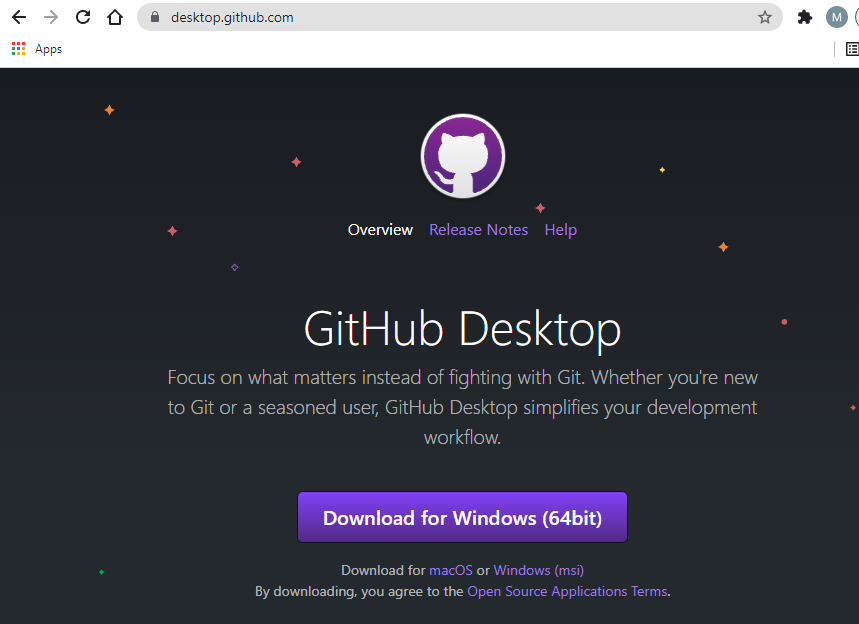 desktop.github.com
M
Apps
Overview Release Notes Help
GitHub Desktop
Focus on what matters instead of fighting with Git. Whether you're new
to Git or a seasoned user, GitHub Desktop simplifies your development
workflow.
Download for Windows (64bit)
Download for macOS or Windows (msi)
By downloading, you agree to the Open Source Applications Terms.